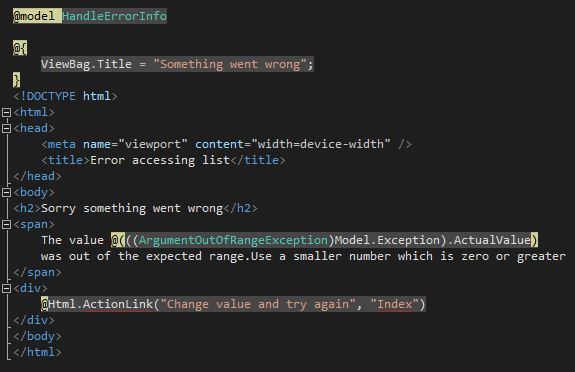 @model HandleErrorInfo
@{
ViewBag.Title = "Something went wrong";
}
<!DOCTYPE html>
<html>
<head>
<meta name="viewport" content="width=device-width" />
<title>Error accessing list</title>
</head>
<body>
<h2>Sorry something went wrong</h2>
<span>
The value @(((ArgumentOutOfRangeException)Model.Exception).ActualValue)
was out of the expected range.Use a smaller number which is zero or greater
</span>
<div>
@Html.ActionLink("Change value and try again", "Index")
</div>
</body>
</html>